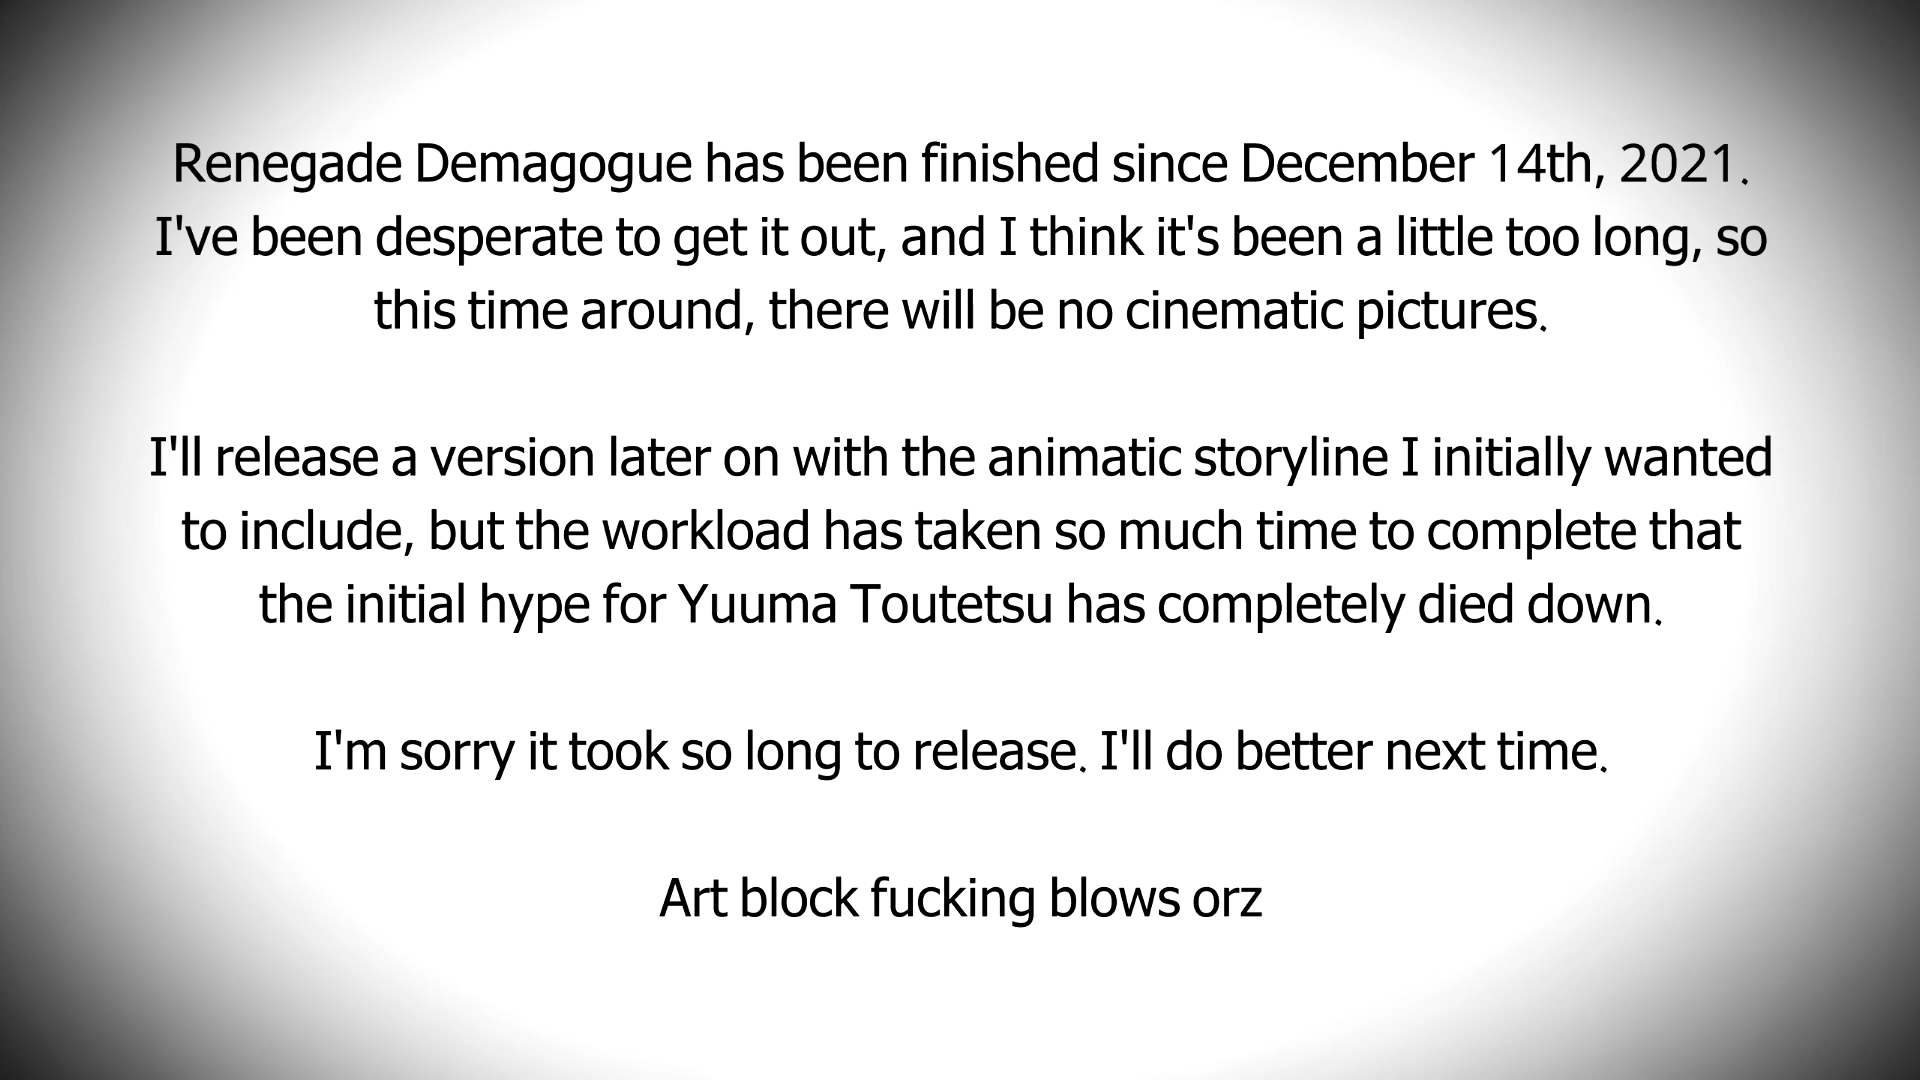 Renegade Demagogue has been finished since December 14th, 2021.
I've been desperate to get it out, and I think it's been a little too long, so
this time around, there will be no cinematic pictures.
I'll release a version later on with the animatic storyline I initially wanted
to include, but the workload has taken so much time to complete that
the initial hype for Yuuma Toutetsu has completely died down.
I'm sorry it took so long to release. I'll do better next time.
Art block fucking blows orz